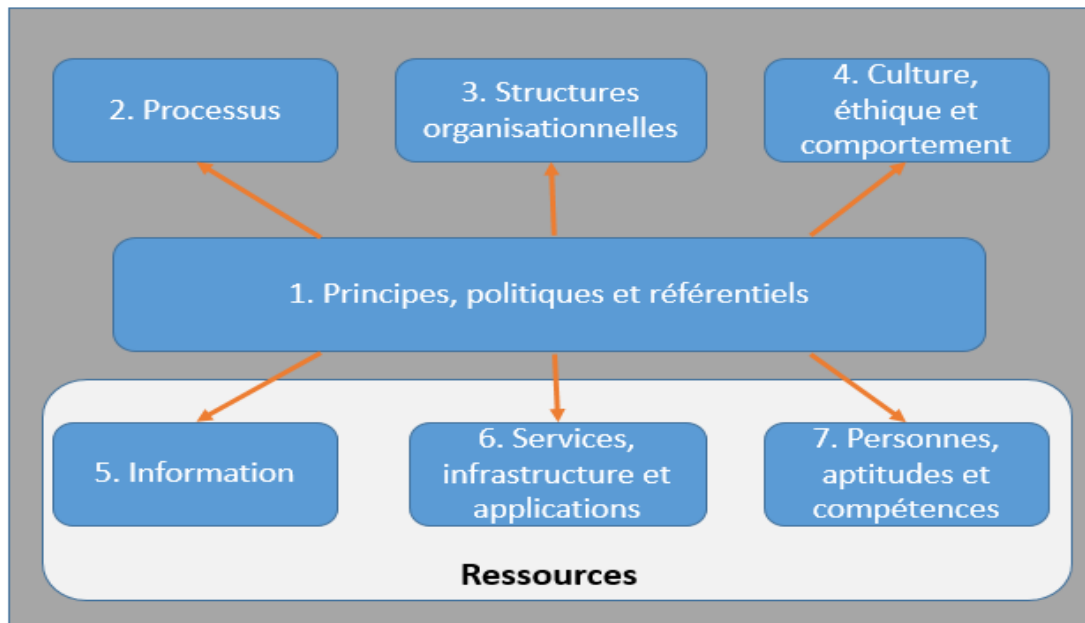 2. Processus
3. Structures
organisationnelles
4. Culture,
éthique et
comportement
1. Principes, politiques et référentiels
5. Information
6. Services,
infrastructure et
applications
7. Personnes,
aptitudes et
compétences
Ressources